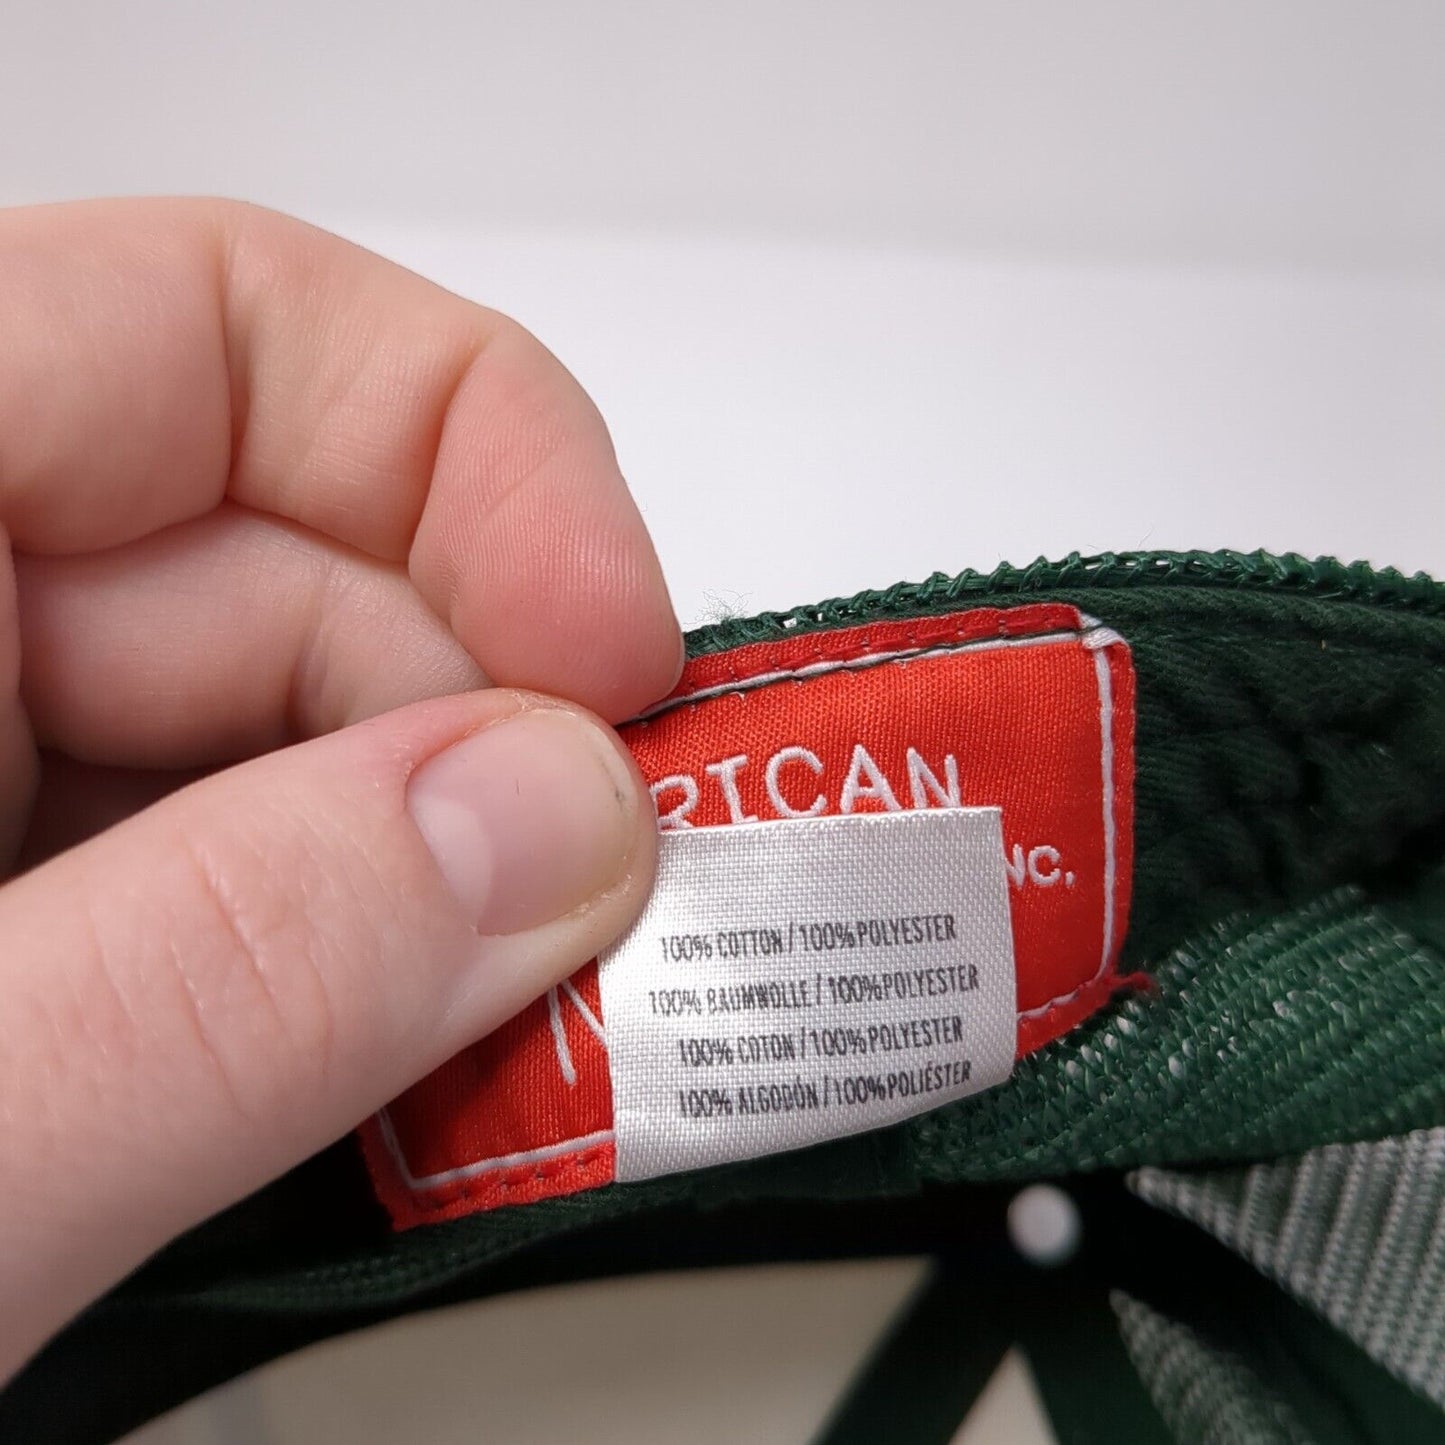 RICAN
NC.
N
100% COTTON / 100% POLYESTER
100% BAUMWOLLE / 100% POLYESTER
100% COTON / 100% POLYESTER
100% ALGODÓN / 100% POLIÉSTER